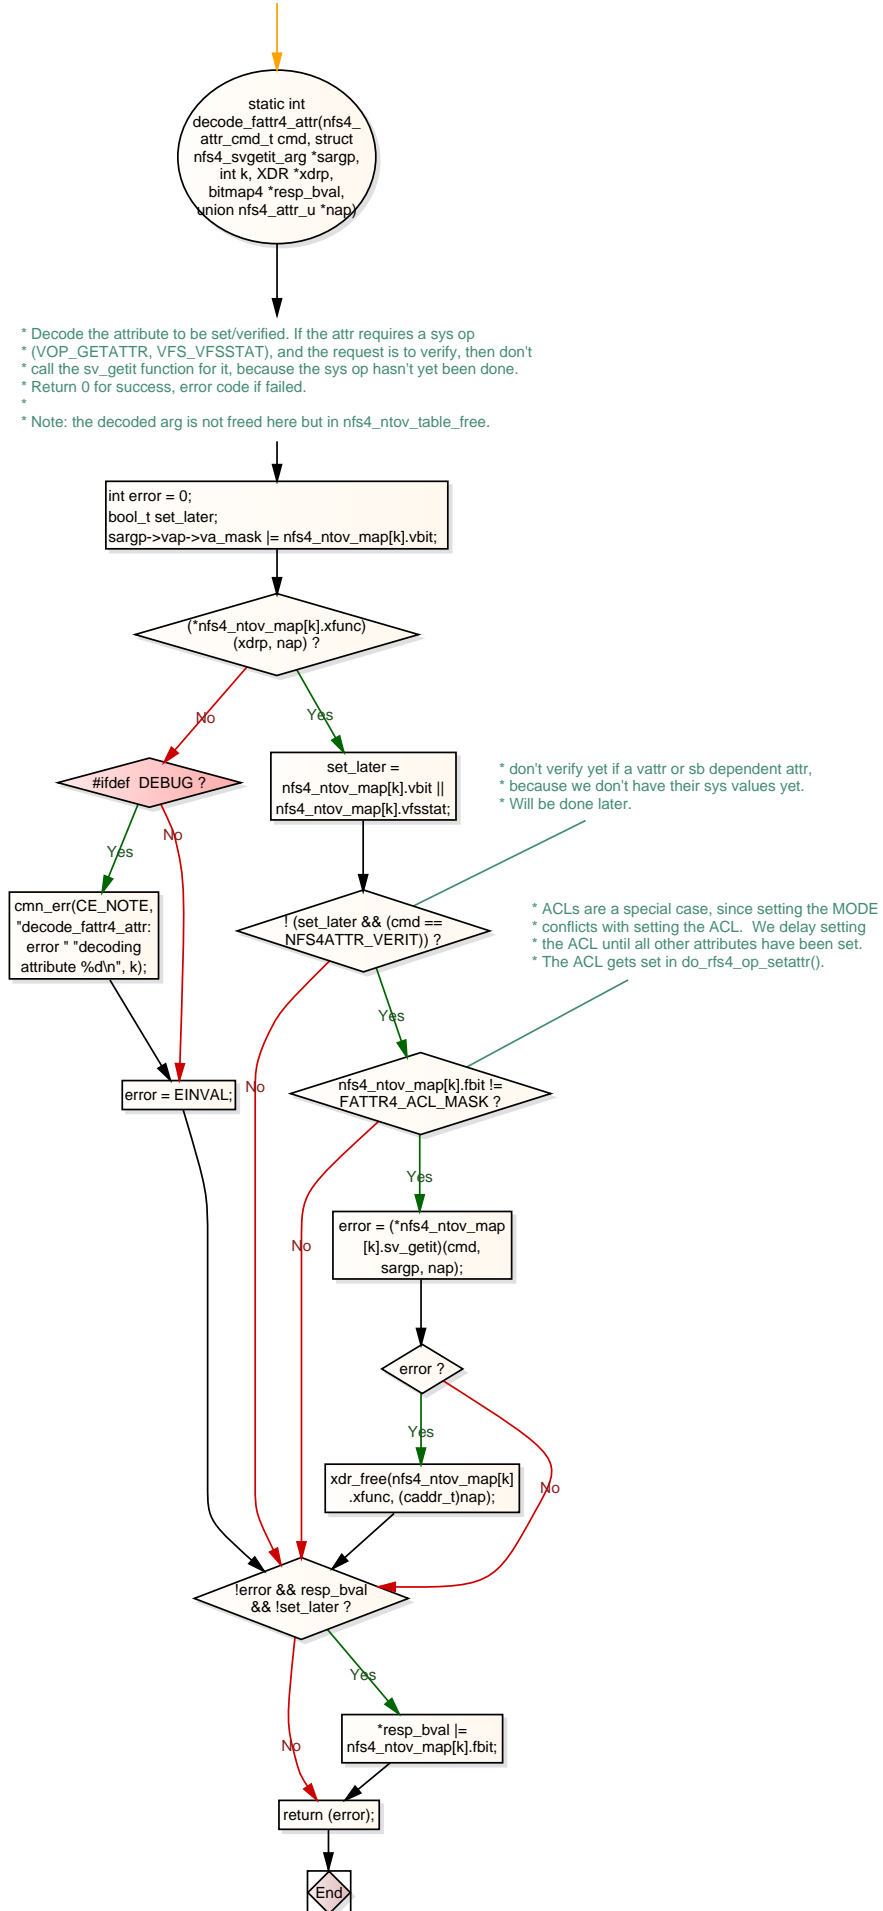 static int
decode_fattr4_attr(nfs4_
attr_cmd_t cmd, struct
nfs4_svgetit_arg *sargp,
int k, XDR *xdrp,
bitmap4 *resp_bval,
union nfs4_attr_u *nap)
* Decode the attribute to be set/verified. If the attr requires a sys op
* (VOP_GETATTR, VFS_VFSSTAT), and the request is to verify, then don't
* call the sv_getit function for it, because the sys op hasn't yet been done.
* Return 0 for success, error code if failed.
*
* Note: the decoded arg is not freed here but in nfs4_ntov_table_free.
int error = 0;
bool_t set_later;
sargp->vap->va_mask |= nfs4_ntov_map[k].vbit;
(*nfs4_ntov_map[k].xfunc)
(xdrp, nap) ?
No
Yes
#ifdef  DEBUG ?
set_later =
nfs4_ntov_map[k].vbit ||
nfs4_ntov_map[k].vfsstat;
* don't verify yet if a vattr or sb dependent attr,
* because we don't have their sys values yet.
* Will be done later.
Yes
No
cmn_err(CE_NOTE,
"decode_fattr4_attr:
error " "decoding
attribute %d\n", k);
! (set_later && (cmd ==
NFS4ATTR_VERIT)) ?
* ACLs are a special case, since setting the MODE
* conflicts with setting the ACL.  We delay setting
* the ACL until all other attributes have been set.
* The ACL gets set in do_rfs4_op_setattr().
Yes
No
error = EINVAL;
nfs4_ntov_map[k].fbit !=
FATTR4_ACL_MASK ?
Yes
No
error = (*nfs4_ntov_map
[k].sv_getit)(cmd,
sargp, nap);
error ?
Yes
No
xdr_free(nfs4_ntov_map[k]
.xfunc, (caddr_t)nap);
!error && resp_bval
&& !set_later ?
Yes
No
*resp_bval |=
nfs4_ntov_map[k].fbit;
return (error);
End